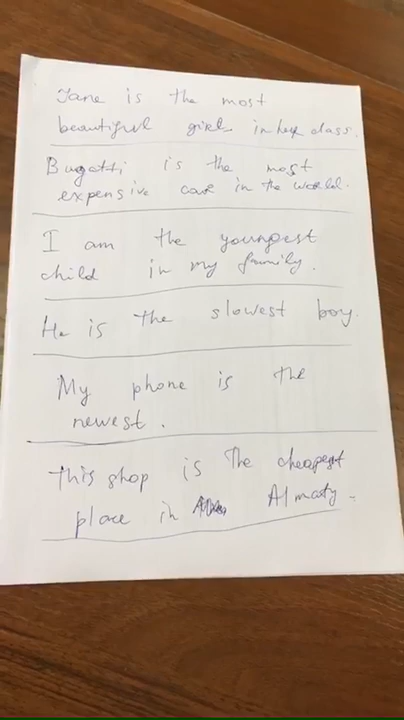 Jane is the most
beautiful girl in her class.
Bugatti is the most
expensive car in the world.
I am the youngest
child in my family.
He is the slowest boy.
My phone is the
newest.
This shop is the cheapest
place in Almaty.